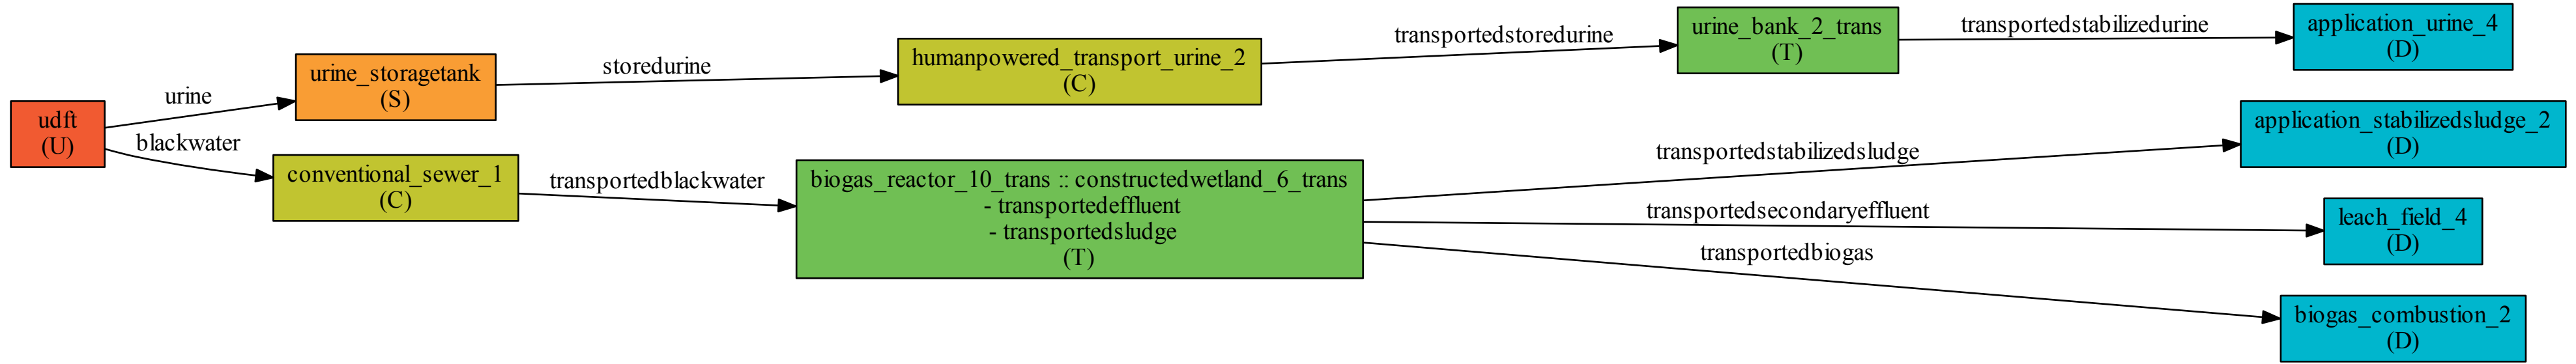 udft
(U)
urine
blackwater
urine_storagetank
(S)
conventional_sewer_1
(C)
storedurine
transportedblackwater
humanpowered_transport_urine_2
(C)
biogas_reactor_10_trans :: constructedwetland_6_trans
- transportedeffluent
- transportedsludge
(T)
transportedstoredurine
urine_bank_2_trans
(T)
transportedstabilizedurine
transportedstabilizedsludge
transportedsecondaryeffluent
transportedbiogas
application_urine_4
(D)
application_stabilizedsludge_2
(D)
leach_field_4
(D)
biogas_combustion_2
(D)